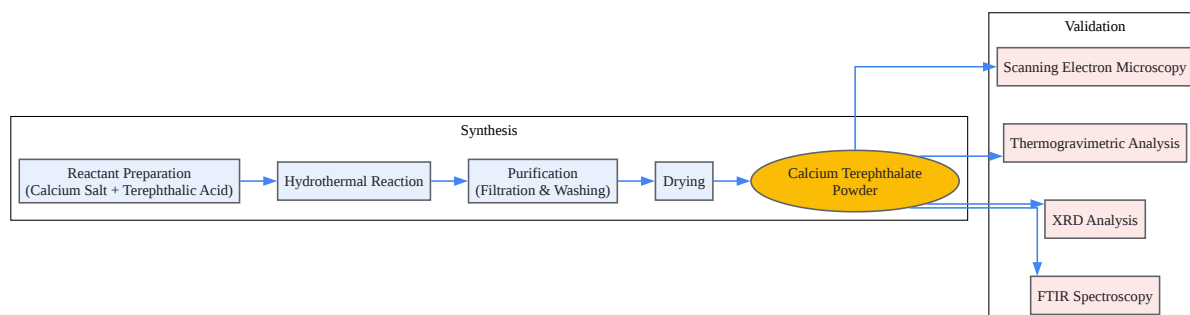 Validation
Scanning Electron Microscopy
Synthesis
Thermogravimetric Analysis
Reactant Preparation
(Calcium Salt + Terephthalic Acid)
Hydrothermal Reaction
Purification
(Filtration & Washing)
Drying
Calcium Terephthalate
Powder
XRD Analysis
FTIR Spectroscopy